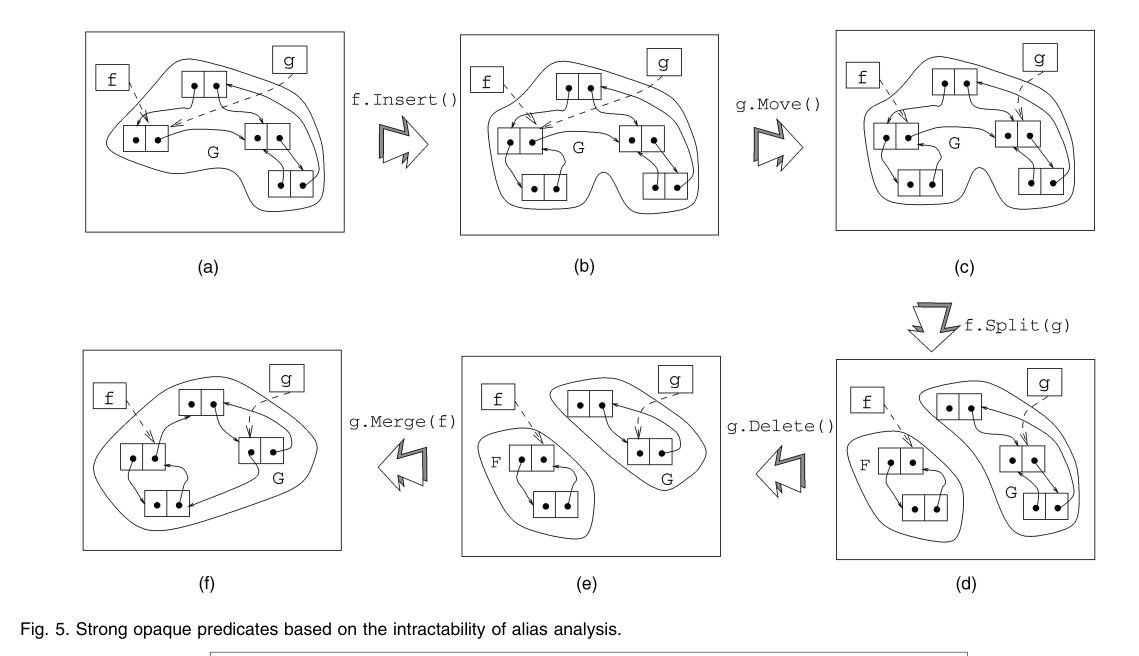 f
g
G
(a)
f.Insert()
f
g
G
(b)
g.Move()
f
g
G
(c)
f.Split(g)
f
g
F
G
(d)
g.Delete()
f
g
F
G
(e)
g.Merge(f)
f
g
G
(f)
Fig. 5. Strong opaque predicates based on the intractability of alias analysis.